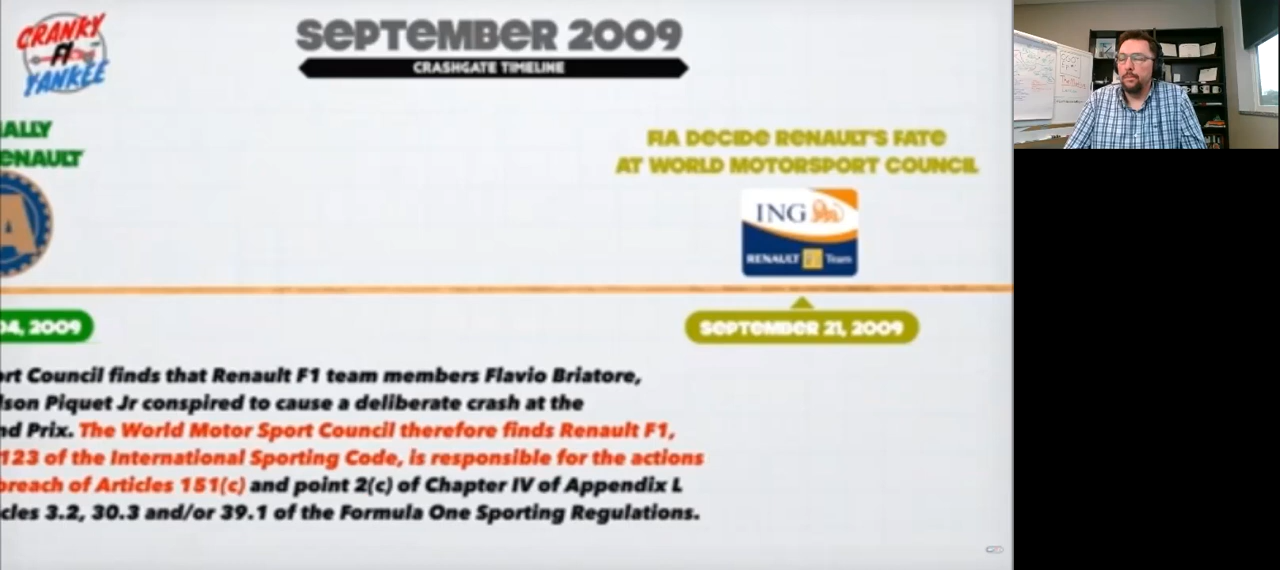 CRANKY
F1
YANKEE
SEPTEMBER 2009
CRASHGATE TIMELINE
IALLY
ENAULT
A
FIA DECIDE RENAULT'S FATE
AT WORLD MOTORSPORT COUNCIL
ING
RENAULT F1 Team
04, 2009
SEPTEMBER 21, 2009
ort Council finds that Renault F1 team members Flavio Briatore,
lson Piquet Jr conspired to cause a deliberate crash at the
nd Prix. The World Motor Sport Council therefore finds Renault F1,
123 of the International Sporting Code, is responsible for the actions
breach of Articles 151(c) and point 2(c) of Chapter IV of Appendix L
cles 3.2, 30.3 and/or 39.1 of the Formula One Sporting Regulations.